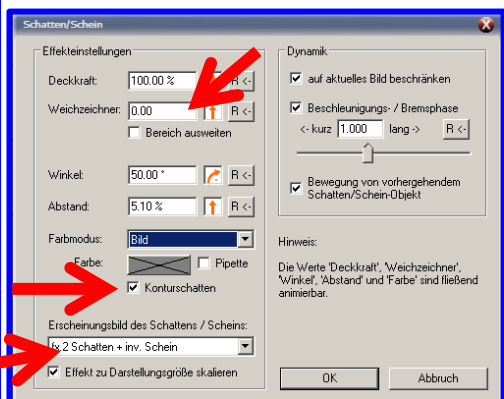 Schatten/Schein
Effekteinstellungen
Deckkraft: 100.00 % R <-
Weichzeichner: 0.00 R <-
Bereich ausweiten
Winkel: 50.00 ° R <-
Abstand: 5.10 % R <-
Farbmodus: Bild
Farbe: Pipette
Konturschatten
Erscheinungsbild des Schattens / Scheins:
fx.2 Schatten + inv. Schein
Effekt zu Darstellungsgröße skalieren
Dynamik
auf aktuelles Bild beschränken
Beschleunigungs- / Bremsphase
<- kurz 1.000 lang -> R <-
Bewegung von vorhergehendem
Schatten/Schein-Objekt
Hinweis:
Die Werte 'Deckkraft', 'Weichzeichner',
'Winkel', 'Abstand' und 'Farbe' sind fließend
animierbar.
OK Abbruch